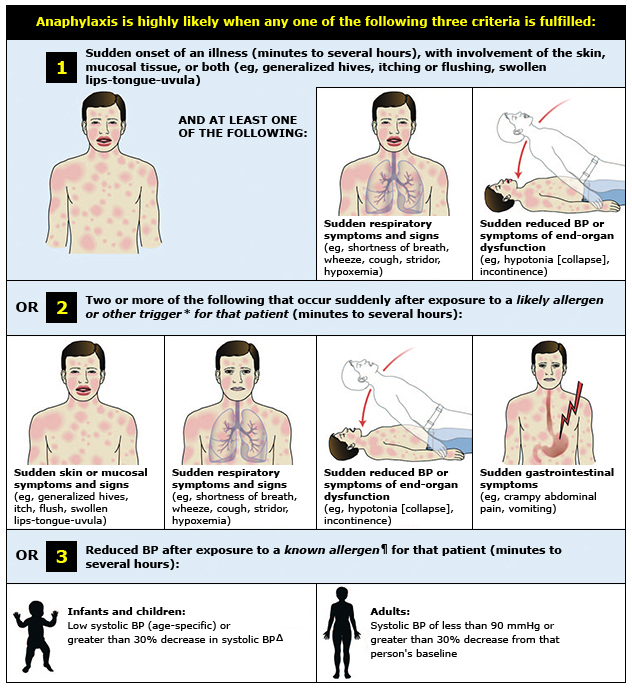 Anaphylaxis is highly likely when any one of the following three criteria is fulfilled:
1
Sudden onset of an illness (minutes to several hours), with involvement of the skin,
mucosal tissue, or both (eg, generalized hives, itching or flushing, swollen
lips-tongue-uvula)
AND AT LEAST ONE
OF THE FOLLOWING:
Sudden respiratory
symptoms and signs
(eg, shortness of breath,
wheeze, cough, stridor,
hypoxemia)
Sudden reduced BP or
symptoms of end-organ
dysfunction
(eg, hypotonia [collapse],
incontinence)
OR 2
Two or more of the following that occur suddenly after exposure to a likely allergen
or other trigger* for that patient (minutes to several hours):
Sudden skin or mucosal
symptoms and signs
(eg, generalized hives,
itch, flush, swollen
lips-tongue-uvula)
Sudden respiratory
symptoms and signs
(eg, shortness of breath,
wheeze, cough, stridor,
hypoxemia)
Sudden reduced BP or
symptoms of end-organ
dysfunction
(eg, hypotonia [collapse],
incontinence)
Sudden gastrointestinal
symptoms
(eg, crampy abdominal
pain, vomiting)
OR 3
Reduced BP after exposure to a known allergen¶ for that patient (minutes to
several hours):
Infants and children:
Low systolic BP (age-specific) or
greater than 30% decrease in systolic BPΔ
Adults:
Systolic BP of less than 90 mmHg or
greater than 30% decrease from that
person's baseline